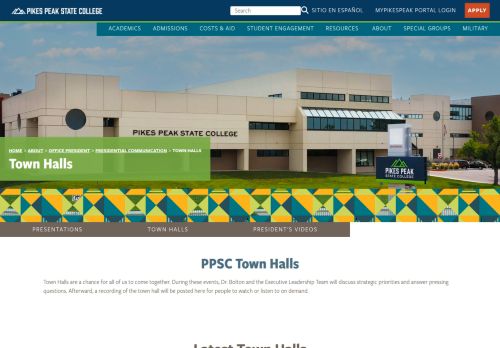 PIKES PEAK STATE COLLEGE
Search
SITIO EN ESPAÑOL
MYPIKESPEAK PORTAL LOGIN
APPLY
ACADEMICS ADMISSIONS COSTS & AID STUDENT ENGAGEMENT RESOURCES ABOUT SPECIAL GROUPS MILITARY
PIKES PEAK STATE COLLEGE
PIKES PEAK
STATE COLLEGE
HOME > ABOUT > OFFICE PRESIDENT > PRESIDENTIAL COMMUNICATION > TOWN HALLS
Town Halls
PRESENTATIONS TOWN HALLS PRESIDENT'S VIDEOS
PPSC Town Halls
Town Halls are a chance for all of us to come together. During these events, Dr. Bolton and the Executive Leadership Team will discuss strategic priorities and answer pressing
questions. Afterward, a recording of the town hall will be posted here for people to watch or listen to on demand.
Latest Town Halls